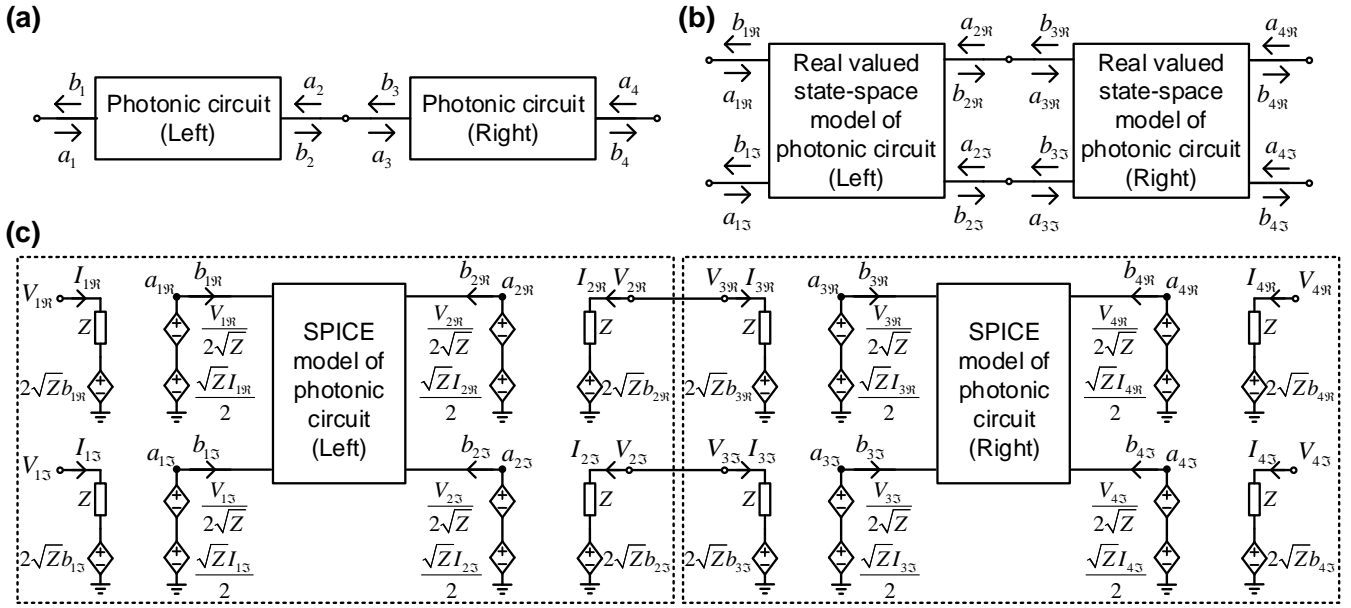 (a)
b₁
a₁
Photonic circuit
(Left)
a₂
b₂
b₃
a₃
Photonic circuit
(Right)
a₄
b₄
(b)
b₁ℜ
a₁ℜ
b₁ℑ
a₁ℑ
Real valued
state-space
model of
photonic circuit
(Left)
a₂ℜ
b₂ℜ
a₂ℑ
b₂ℑ
b₃ℜ
a₃ℜ
b₃ℑ
a₃ℑ
Real valued
state-space
model of
photonic circuit
(Right)
a₄ℜ
b₄ℜ
a₄ℑ
b₄ℑ
(c)
V₁ℜ
I₁ℜ
Z
2√Z b₁ℜ
a₁ℜ
b₁ℜ
V₁ℜ / 2√Z
√Z I₁ℜ / 2
V₁ℑ
I₁ℑ
Z
2√Z b₁ℑ
a₁ℑ
b₁ℑ
V₁ℑ / 2√Z
√Z I₁ℑ / 2
SPICE
model of
photonic
circuit
(Left)
b₂ℜ
a₂ℜ
V₂ℜ / 2√Z
√Z I₂ℜ / 2
I₂ℜ
V₂ℜ
Z
2√Z b₂ℜ
b₂ℑ
a₂ℑ
V₂ℑ / 2√Z
√Z I₂ℑ / 2
I₂ℑ
V₂ℑ
Z
2√Z b₂ℑ
V₃ℜ
I₃ℜ
Z
2√Z b₃ℜ
a₃ℜ
b₃ℜ
V₃ℜ / 2√Z
√Z I₃ℜ / 2
V₃ℑ
I₃ℑ
Z
2√Z b₃ℑ
a₃ℑ
b₃ℑ
V₃ℑ / 2√Z
√Z I₃ℑ / 2
SPICE
model of
photonic
circuit
(Right)
b₄ℜ
a₄ℜ
V₄ℜ / 2√Z
√Z I₄ℜ / 2
I₄ℜ
V₄ℜ
Z
2√Z b₄ℜ
b₄ℑ
a₄ℑ
V₄ℑ / 2√Z
√Z I₄ℑ / 2
I₄ℑ
V₄ℑ
Z
2√Z b₄ℑ